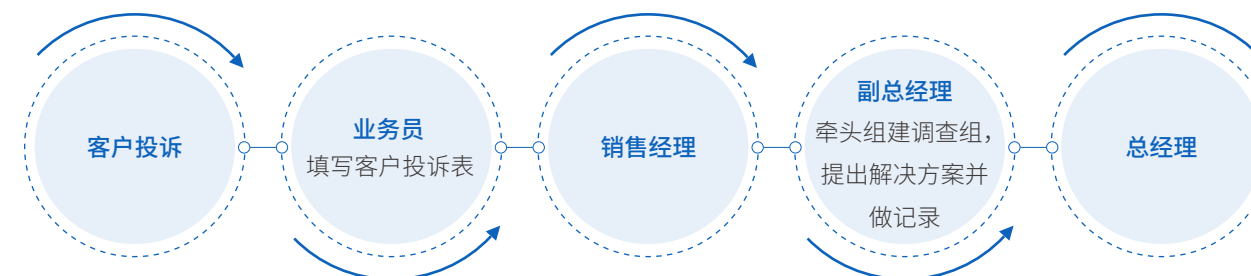 客户投诉
业务员
填写客户投诉表
销售经理
副总经理
牵头组建调查组，
提出解决方案并
做记录
总经理